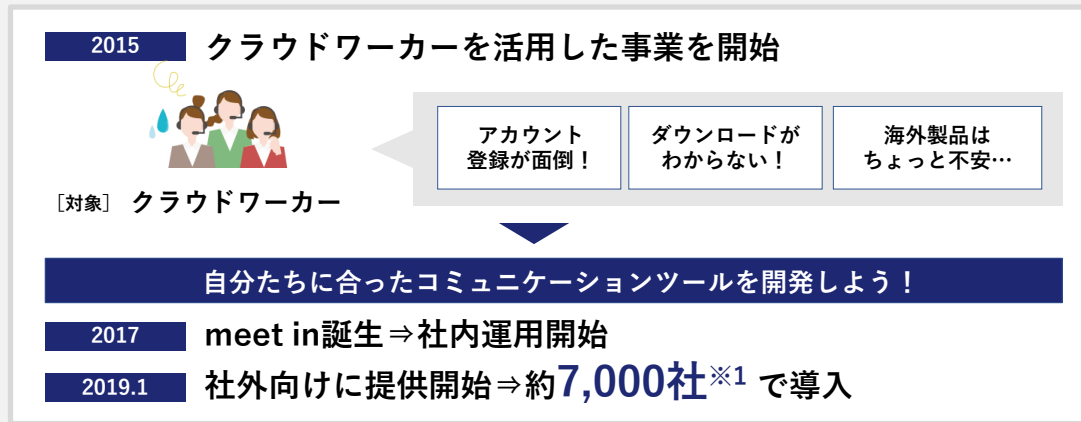 2015 クラウドワーカーを活用した事業を開始
アカウント
登録が面倒！
ダウンロードが
わからない！
海外製品は
ちょっと不安…
［対象］ クラウドワーカー
自分たちに合ったコミュニケーションツールを開発しよう！
2017 meet in誕生⇒社内運用開始
2019.1 社外向けに提供開始⇒約7,000社※1 で導入